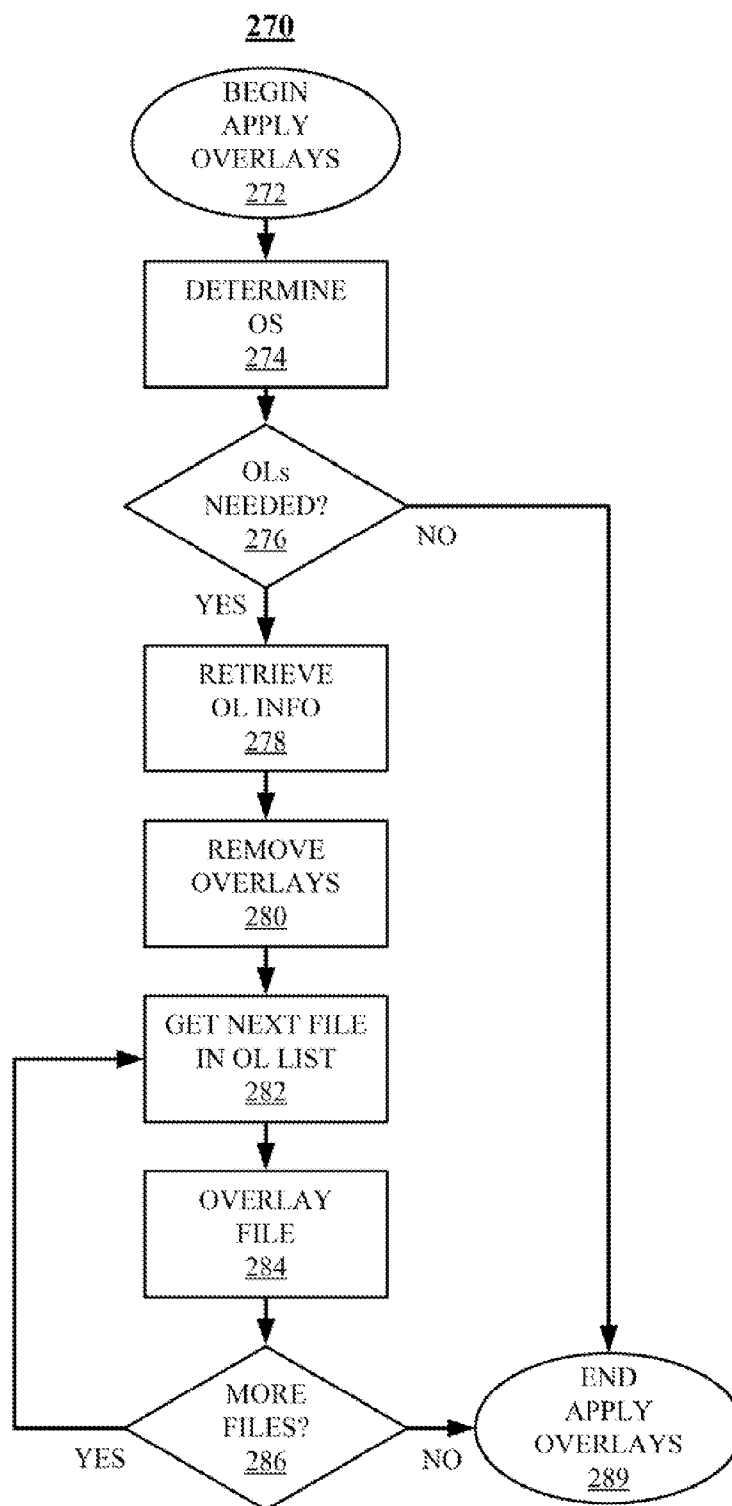 270
BEGIN
APPLY
OVERLAYS
272
DETERMINE
OS
274
OLs
NEEDED?
276
NO
YES
RETRIEVE
OL INFO
278
REMOVE
OVERLAYS
280
GET NEXT FILE
IN OL LIST
282
OVERLAY
FILE
284
MORE
FILES?
286
YES
NO
END
APPLY
OVERLAYS
289